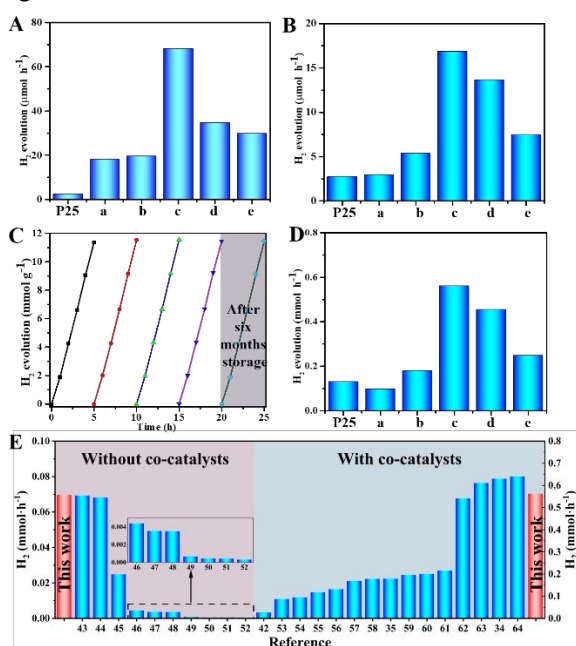 A
H₂ evolution (μmol h⁻¹)
80
60
40
20
0
P25 a b c d e
B
H₂ evolution (μmol h⁻¹)
20
15
10
5
0
P25 a b c d e
C
H₂ evolution (mmol g⁻¹)
12
10
8
6
4
2
0
0 5 10 15 20 25
Time (h)
After
six
months
storage
D
H₂ evolution (mmol h⁻¹)
0.6
0.4
0.2
0.0
P25 a b c d e
E
H₂ (mmol·h⁻¹)
0.10
0.08
0.06
0.04
0.02
0.00
Without co-catalysts
With co-catalysts
0.004
0.002
0.000
46 47 48 49 50 51 52
This work
This work
43 44 45 46 47 48 49 50 51 52 42 53 54 55 56 57 58 35 59 60 61 62 63 34 64
Reference
0.8
0.7
0.6
0.5
0.4
0.3
0.2
0.1
0.0
H₂ (mmol·h⁻¹)